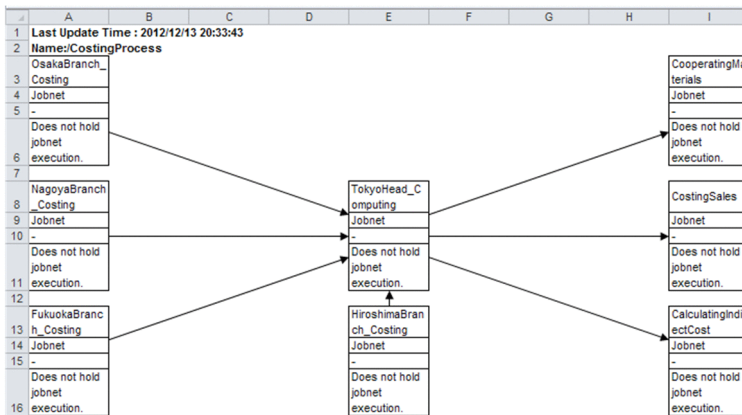 A B C D E F G H I
1 Last Update Time : 2012/12/13 20:33:43
2 Name:/CostingProcess
OsakaBranch_ CooperatingMa
3 Costing terials
4 Jobnet Jobnet
5 - -
Does not hold Does not hold
jobnet jobnet
6 execution. execution.
7
NagoyaBranch TokyoHead_C CostingSales
8 _Costing omputing
9 Jobnet Jobnet Jobnet
10 - - -
Does not hold Does not hold Does not hold
jobnet jobnet jobnet
11 execution. execution. execution.
12
FukuokaBranc HiroshimaBran CalculatingIndi
13 h_Costing ch_Costing ectCost
14 Jobnet Jobnet Jobnet
15 - - -
Does not hold Does not hold Does not hold
jobnet jobnet jobnet
16 execution. execution. execution.